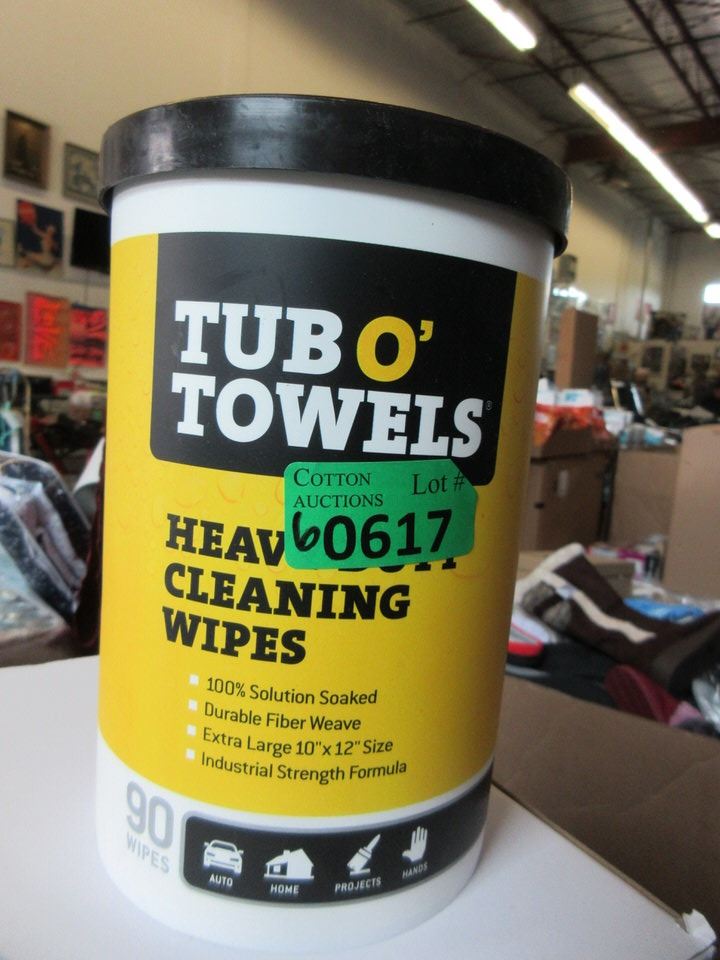 TUB O'
TOWELS®
COTTON
AUCTIONS
Lot #
60617
HEAV
CLEANING
WIPES
100% Solution Soaked
Durable Fiber Weave
Extra Large 10"x 12" Size
Industrial Strength Formula
90
WIPES
AUTO
HOME
PROJECTS
HANDS